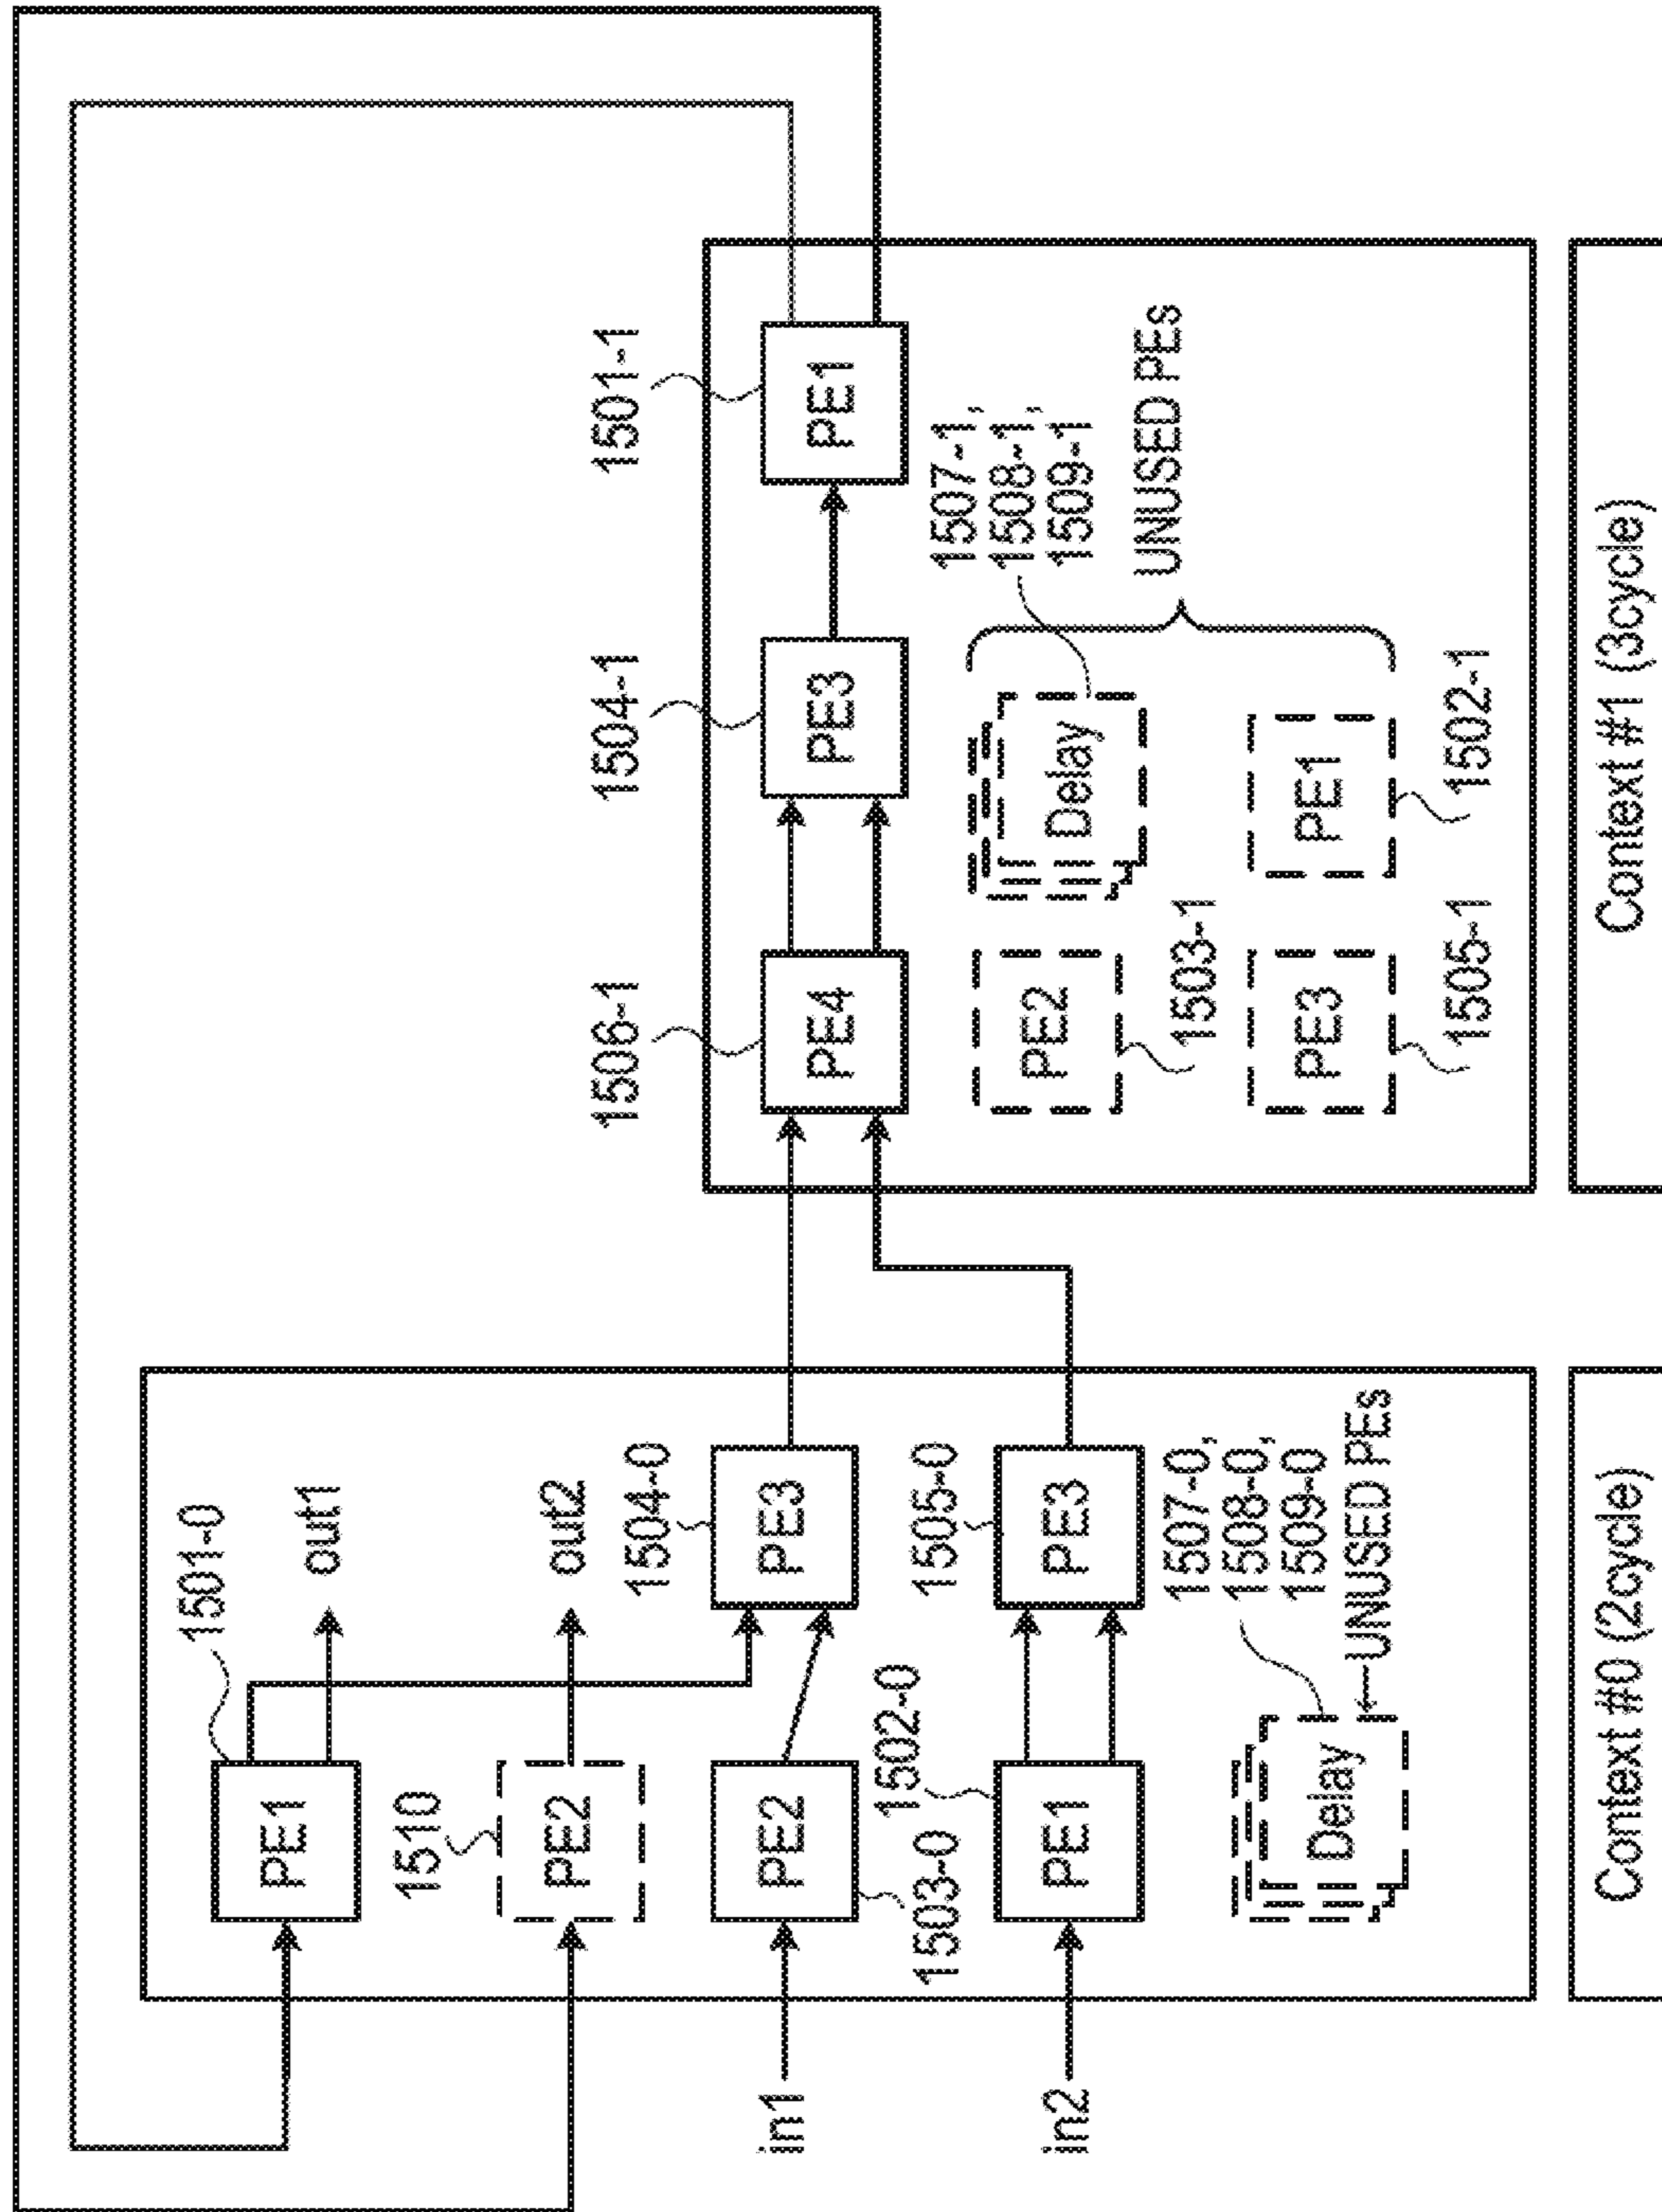 1501-0
PE1
out1
1510
PE2
out2
in1
PE2
1503-0
1504-0
PE3
in2
1502-0
PE1
1505-0
PE3
Delay
1507-0,
1508-0,
1509-0
UNUSED PEs
Context #0 (2cycle)
1506-1
PE4
1504-1
PE3
1501-1
PE1
PE2
1503-1
Delay
1507-1,
1508-1,
1509-1
UNUSED PEs
PE3
1505-1
PE1
1502-1
Context #1 (3cycle)